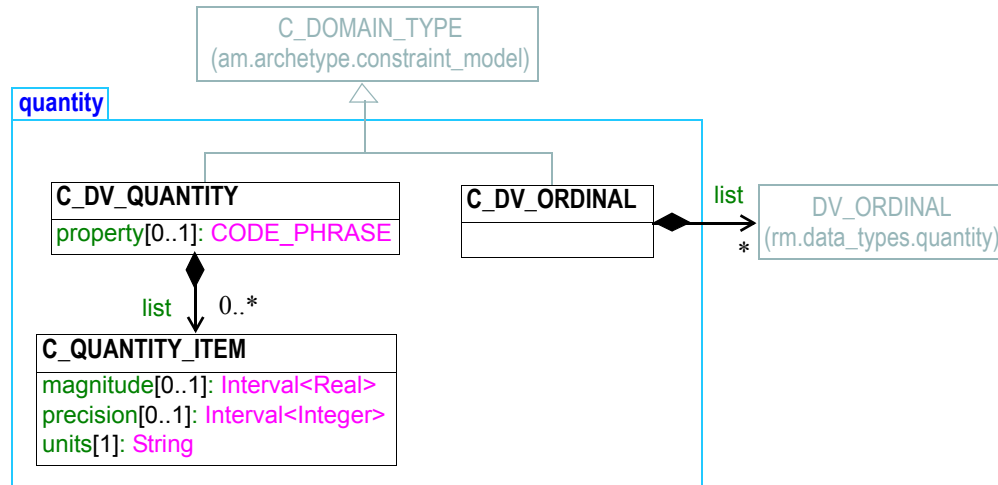 C_DOMAIN_TYPE
(am.archetype.constraint_model)
quantity
C_DV_QUANTITY
property[0..1]: CODE_PHRASE
C_DV_ORDINAL
list
*
DV_ORDINAL
(rm.data_types.quantity)
list 0..*
C_QUANTITY_ITEM
magnitude[0..1]: Interval<Real>
precision[0..1]: Interval<Integer>
units[1]: String